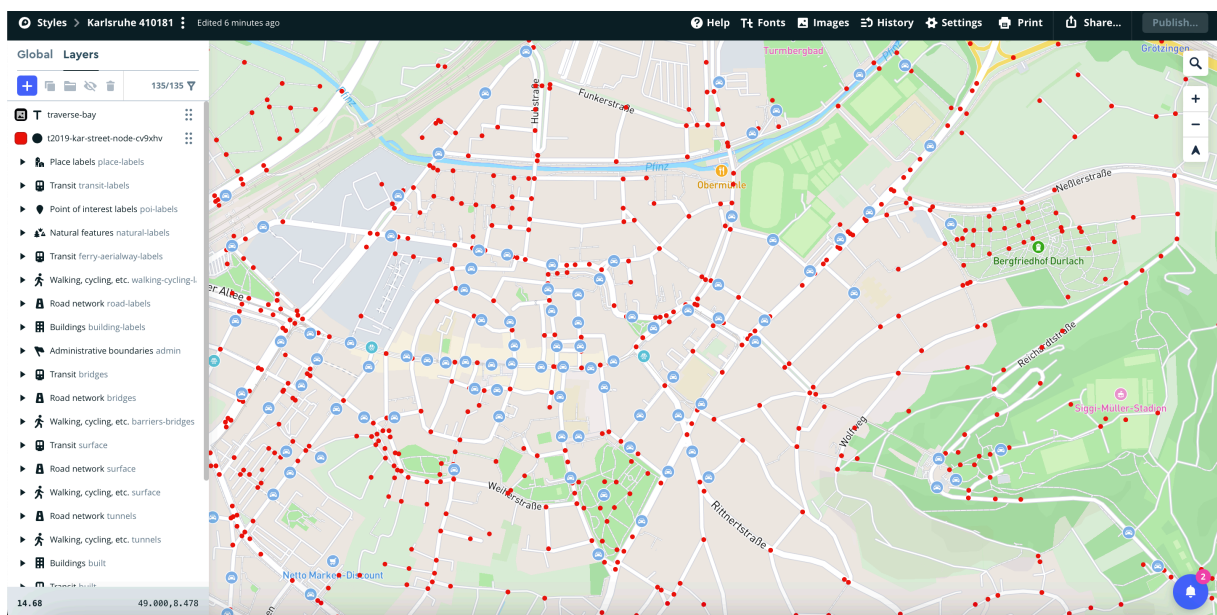 Styles > Karlsruhe 410181 Edited 6 minutes ago Help Tt Fonts Images History Settings Print Share... Publish...
Global Layers
135/135
T traverse-bay
t2019-kar-street-node-cv9xhv
Place labels place-labels
Transit transit-labels
Point of interest labels poi-labels
Natural features natural-labels
Transit ferry-aerialway-labels
Walking, cycling, etc. walking-cycling-l
Road network road-labels
Buildings building-labels
Administrative boundaries admin
Transit bridges
Road network bridges
Walking, cycling, etc. barriers-bridges
Transit surface
Road network surface
Walking, cycling, etc. surface
Road network tunnels
Walking, cycling, etc. tunnels
Buildings built
Transit built
14.68 49.000,8.478
Turmbergbad
Pfinz
Grötzingen
Pfinz
Hubstraße
Funkerstraße
Pfinz
Obermühle
Neßlerstraße
Bergfriedhof Durlach
er Allee
Reichardtstraße
Siggi-Müller-Stadion
Wolfweg
Weiherstraße
Rittnertstraße
Netto Marken-Discount
2